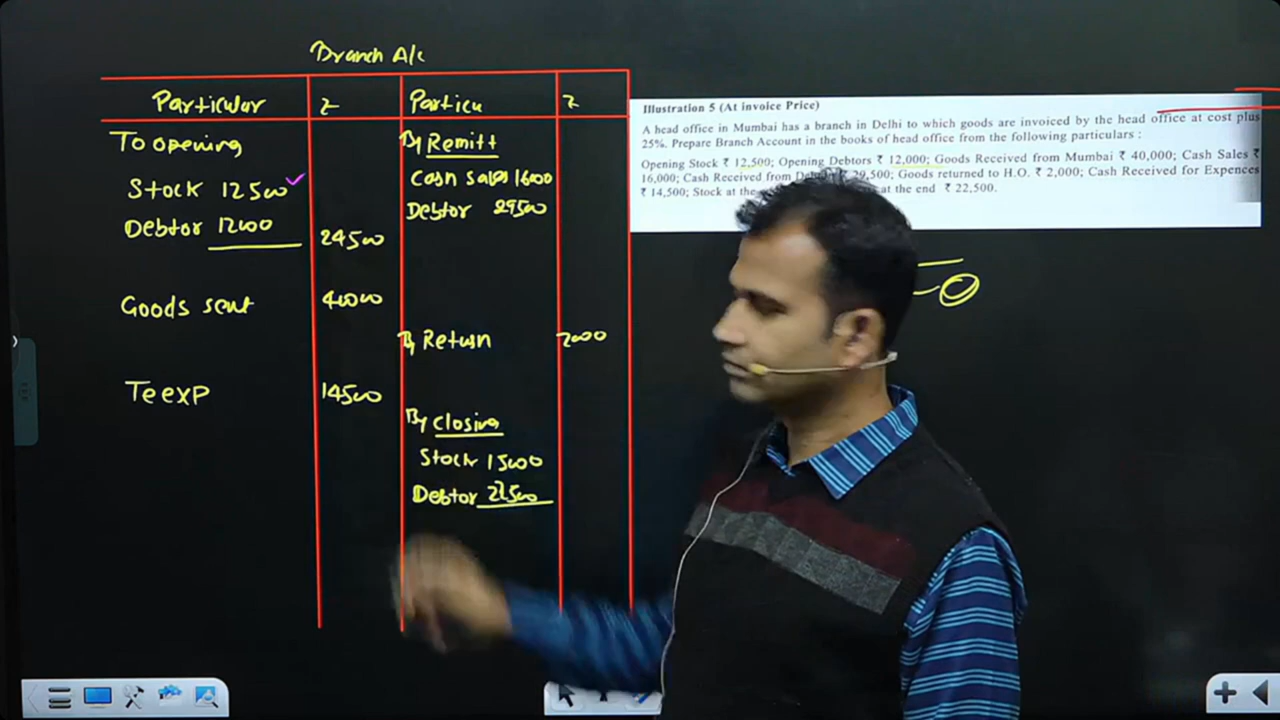 Branch A/c
Particular ₹ Particu ₹
To opening
Stock 12500
Debtor 12000 24500
Goods sent 40000
Te exp 14500
By Remitt
Cash sales 16000
Debtor 29500
By Return 2000
By Closing
Stock 15000
Debtor 22500
Illustration 5 (At invoice Price)
A head office in Mumbai has a branch in Delhi to which goods are invoiced by the head office at cost plus
25%. Prepare Branch Account in the books of head office from the following particulars :
Opening Stock ₹ 12,500; Opening Debtors ₹ 12,000; Goods Received from Mumbai ₹ 40,000; Cash Sales ₹
16,000; Cash Received from 29,500; Goods returned to H.O. ₹ 2,000; Cash Received for Expences
₹ 14,500; Stock at the at the end ₹ 22,500.